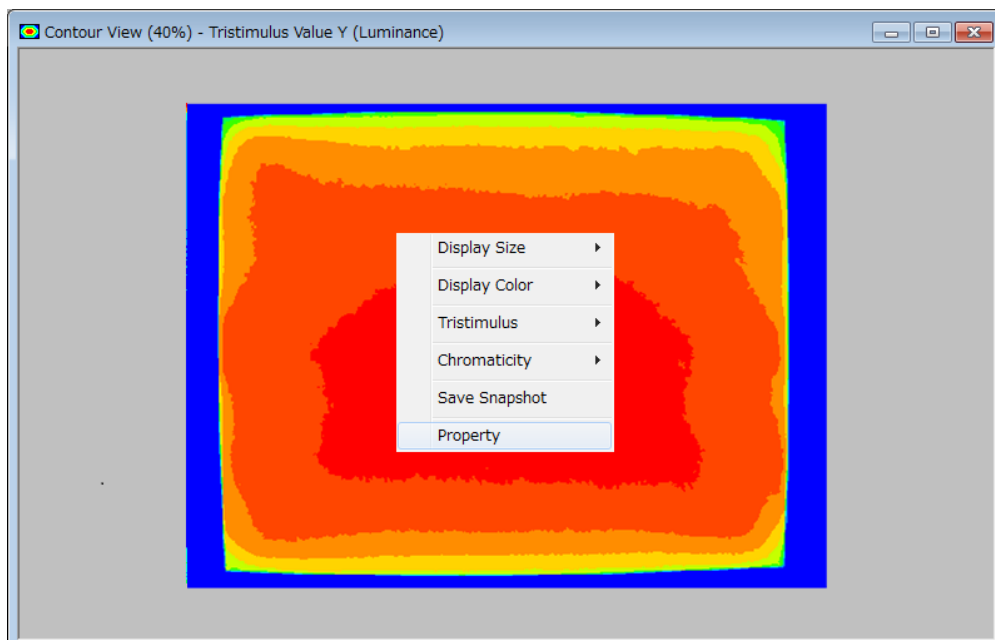 Contour View (40%) - Tristimulus Value Y (Luminance)
Display Size
Display Color
Tristimulus
Chromaticity
Save Snapshot
Property